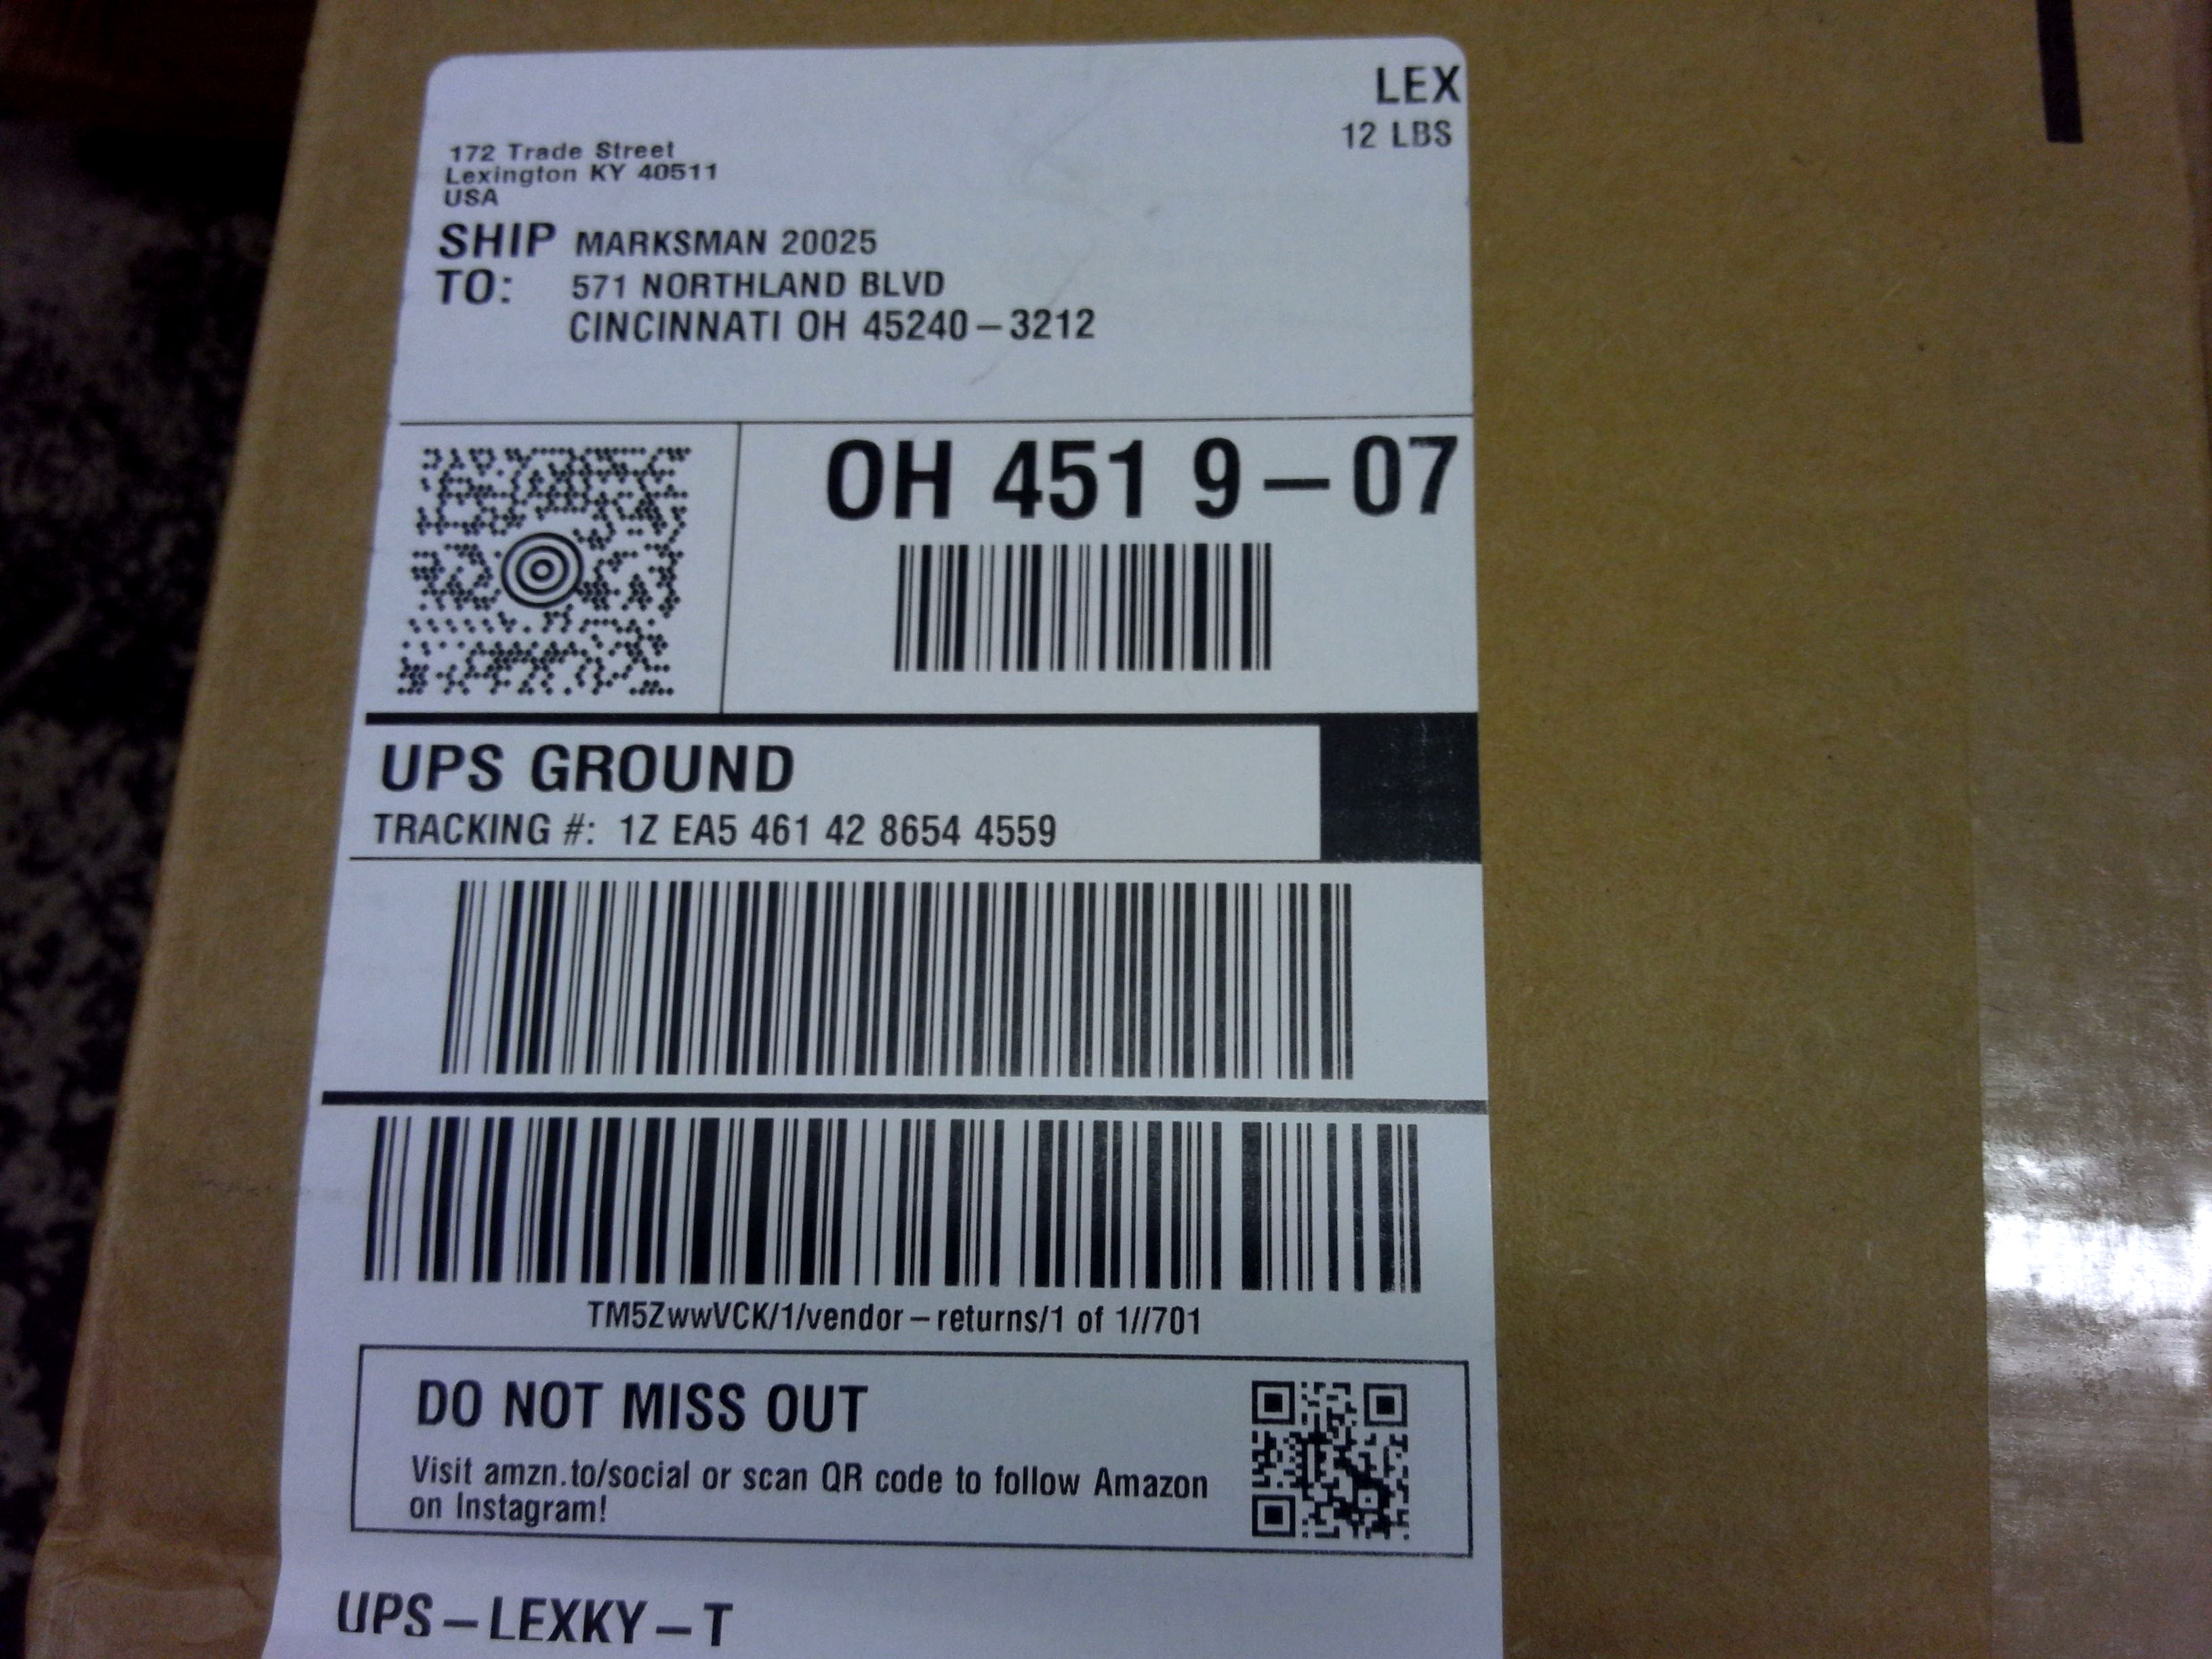 LEX
12 LBS
172 Trade Street
Lexington KY 40511
USA
SHIP TO: MARKSMAN 20025
571 NORTHLAND BLVD
CINCINNATI OH 45240-3212
OH 451 9-07
UPS GROUND
TRACKING #: 1Z EA5 461 42 8654 4559
TM5ZwwVCK/1/vendor-returns/1 of 1//701
DO NOT MISS OUT
Visit amzn.to/social or scan QR code to follow Amazon
on Instagram!
UPS-LEXKY-T